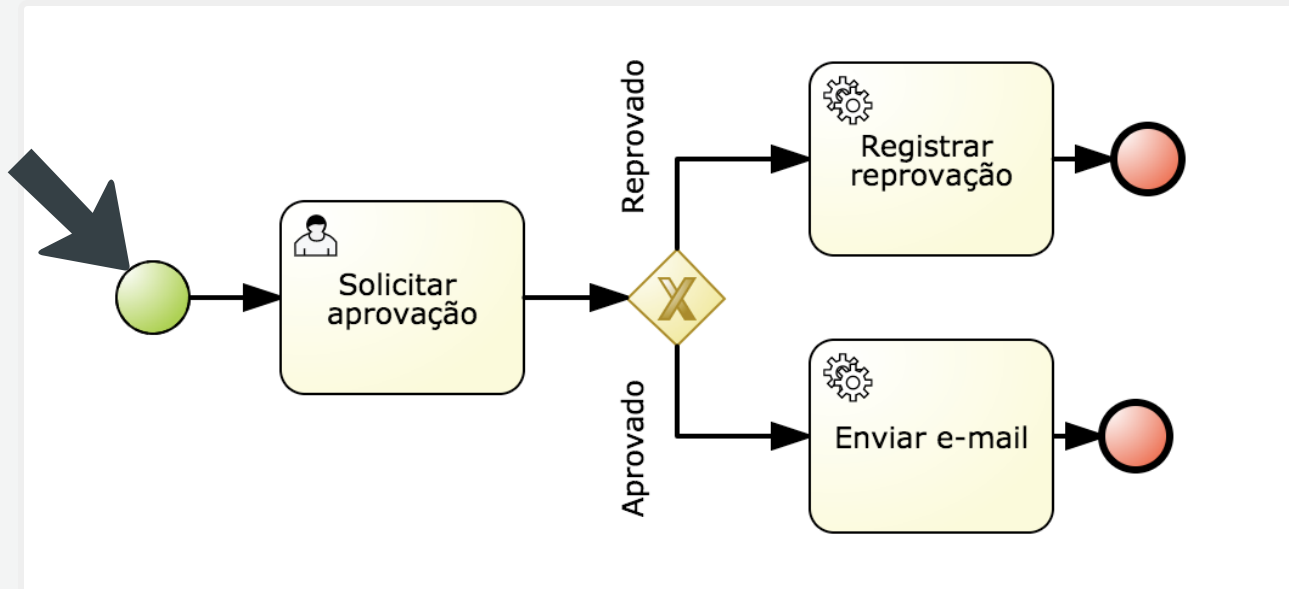 Solicitar
aprovação
Reprovado
Registrar
reprovação
Aprovado
Enviar e-mail